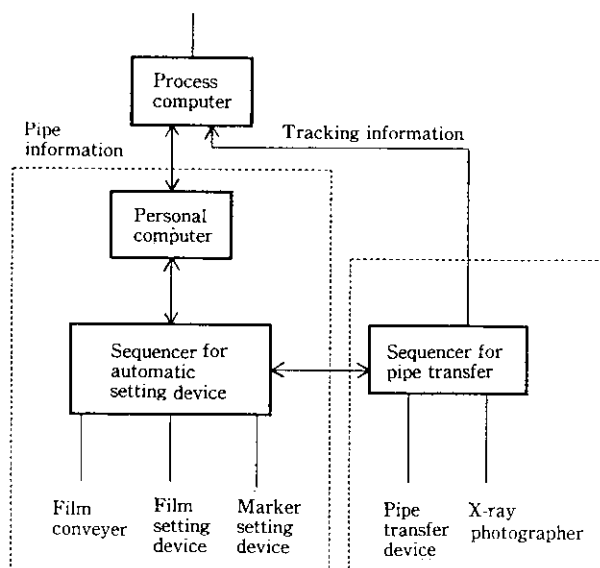 Process
computer
Pipe
information
Tracking information
Personal
computer
Sequencer for
automatic
setting device
Sequencer for
pipe transfer
Film
conveyer
Film
setting
device
Marker
setting
device
Pipe
transfer
device
X-ray
photographer